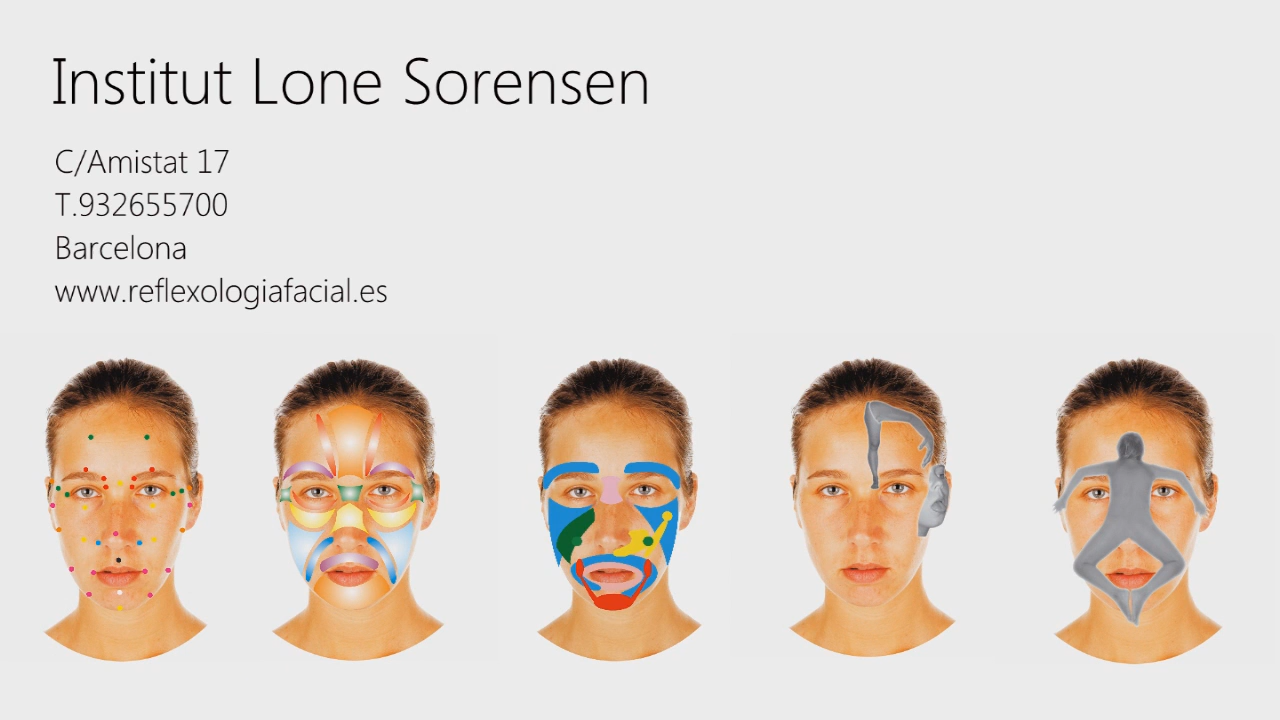 Institut Lone Sorensen
C/Amistat 17
T.932655700
Barcelona
www.reflexologiafacial.es